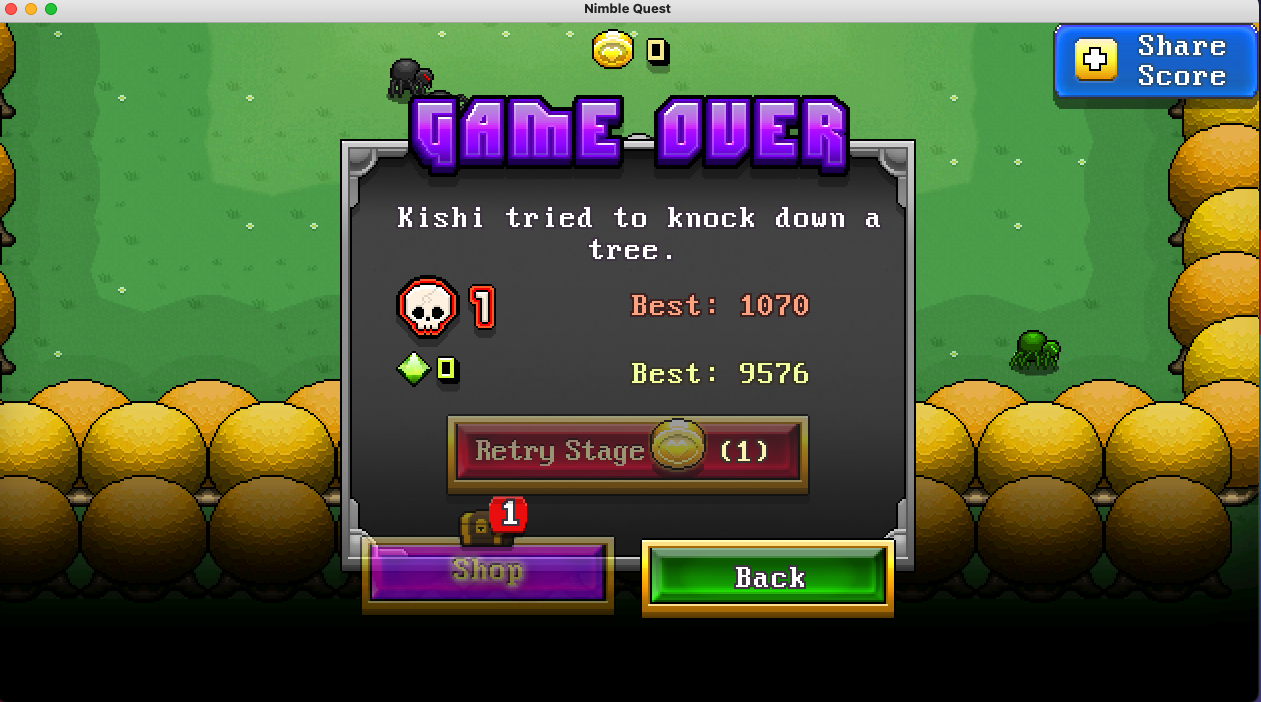 Nimble Quest
0
Share
Score
GAME OVER
Kishi tried to knock down a
tree.
1 Best: 1070
0 Best: 9576
Retry Stage (1)
1
Shop
Back